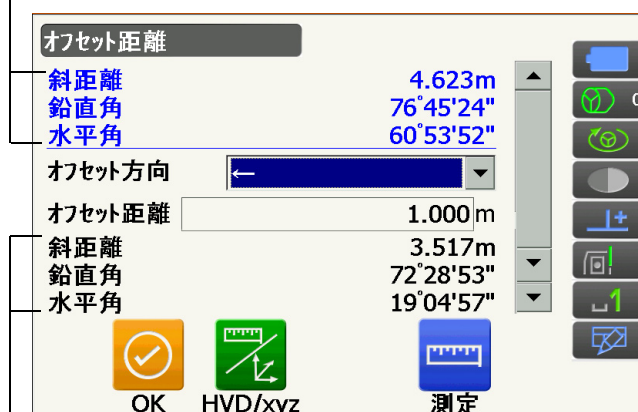 オフセット距離
斜距離 4.623m
鉛直角 76°45'24"
水平角 60°53'52"
オフセット方向 ←
オフセット距離 1.000 m
斜距離 3.517m
鉛直角 72°28'53"
水平角 19°04'57"
OK HVD/xyz 測定